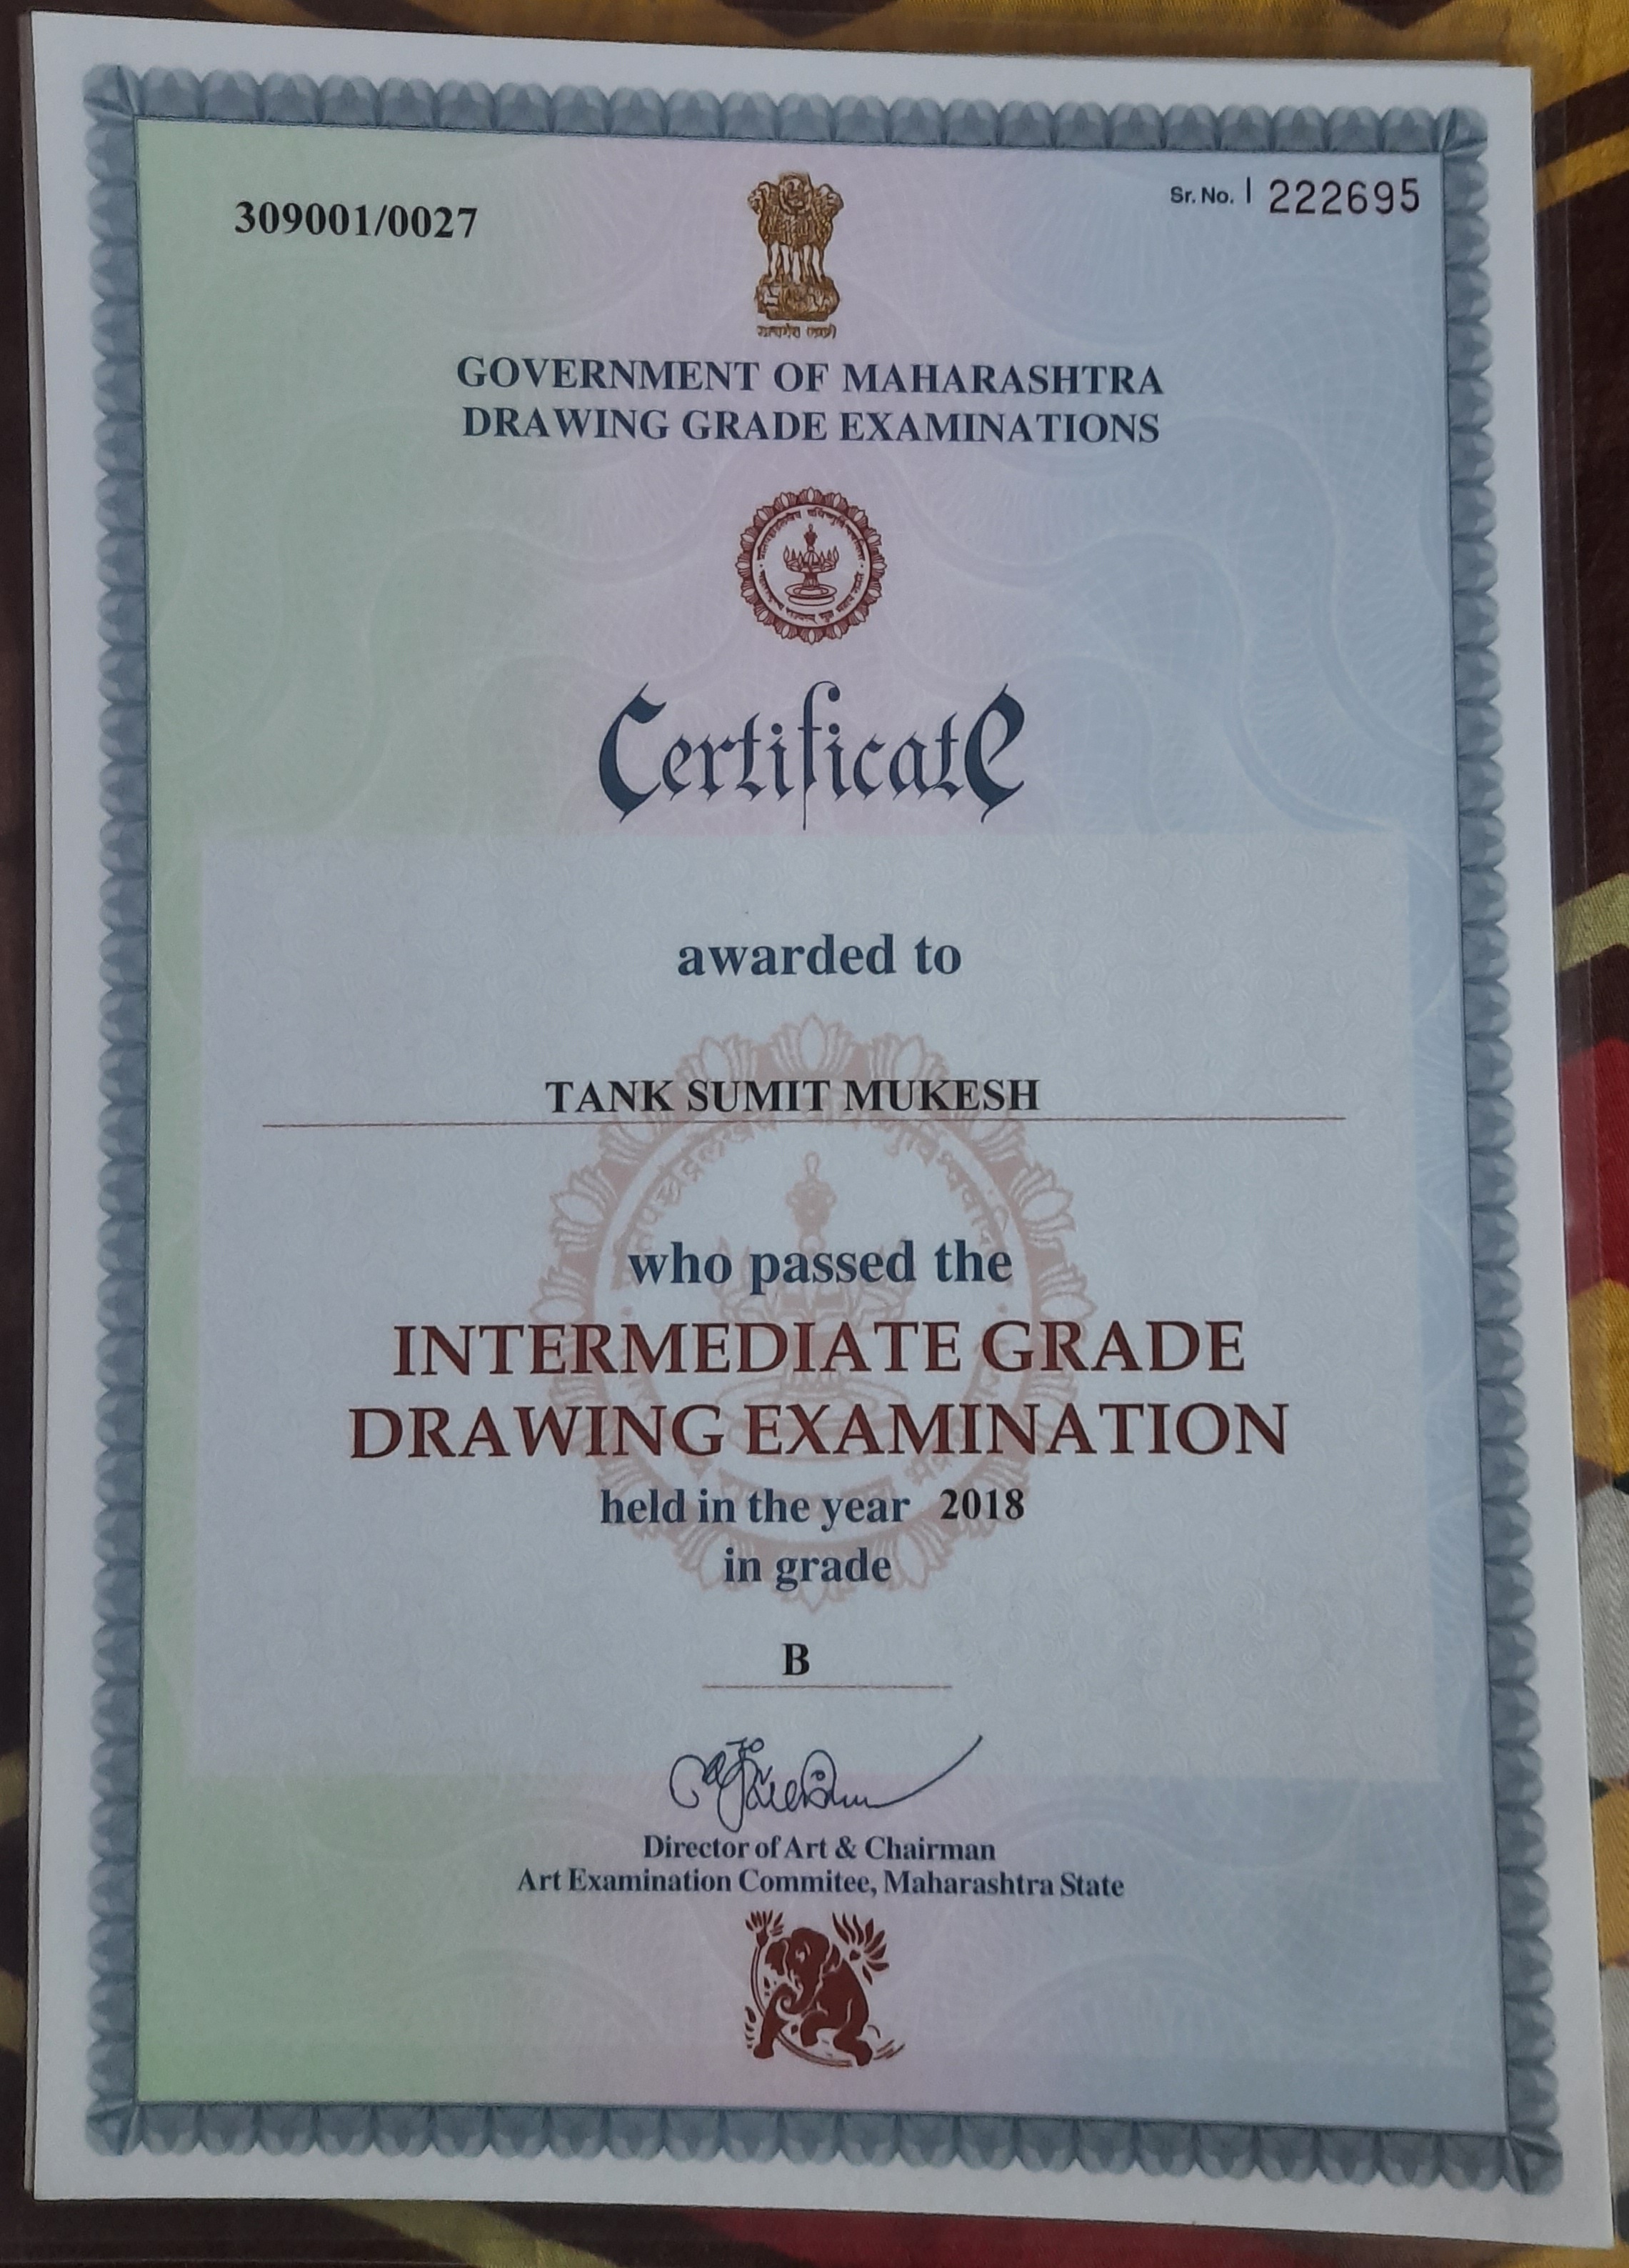 309001/0027
Sr. No. I 222695
सत्यमेव जयते
GOVERNMENT OF MAHARASHTRA
DRAWING GRADE EXAMINATIONS
Certificate
awarded to
TANK SUMIT MUKESH
who passed the
INTERMEDIATE GRADE
DRAWING EXAMINATION
held in the year 2018
in grade
B
Director of Art & Chairman
Art Examination Commitee, Maharashtra State